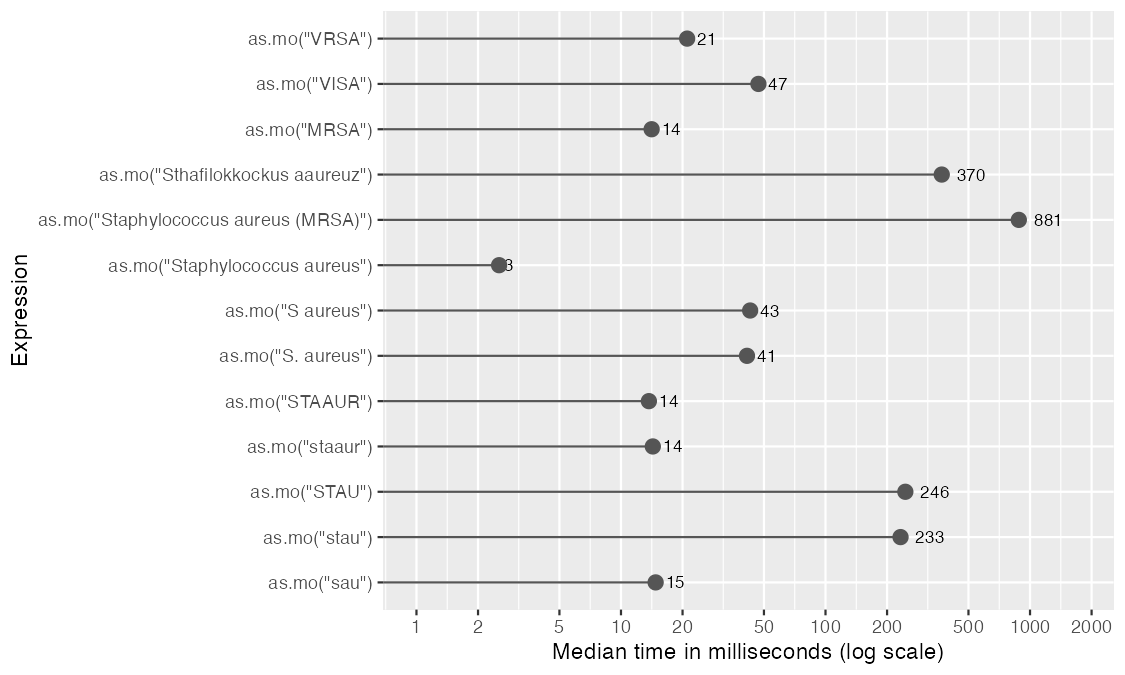 as.mo("VRSA") 21
as.mo("VISA") 47
as.mo("MRSA") 14
as.mo("Sthafilokkockus aaureuz") 370
as.mo("Staphylococcus aureus (MRSA)") 881
as.mo("Staphylococcus aureus") 3
as.mo("S aureus") 43
as.mo("S. aureus") 41
as.mo("STAAUR") 14
as.mo("staaur") 14
as.mo("STAU") 246
as.mo("stau") 233
as.mo("sau") 15
Expression
1 2 5 10 20 50 100 200 500 1000 2000
Median time in milliseconds (log scale)